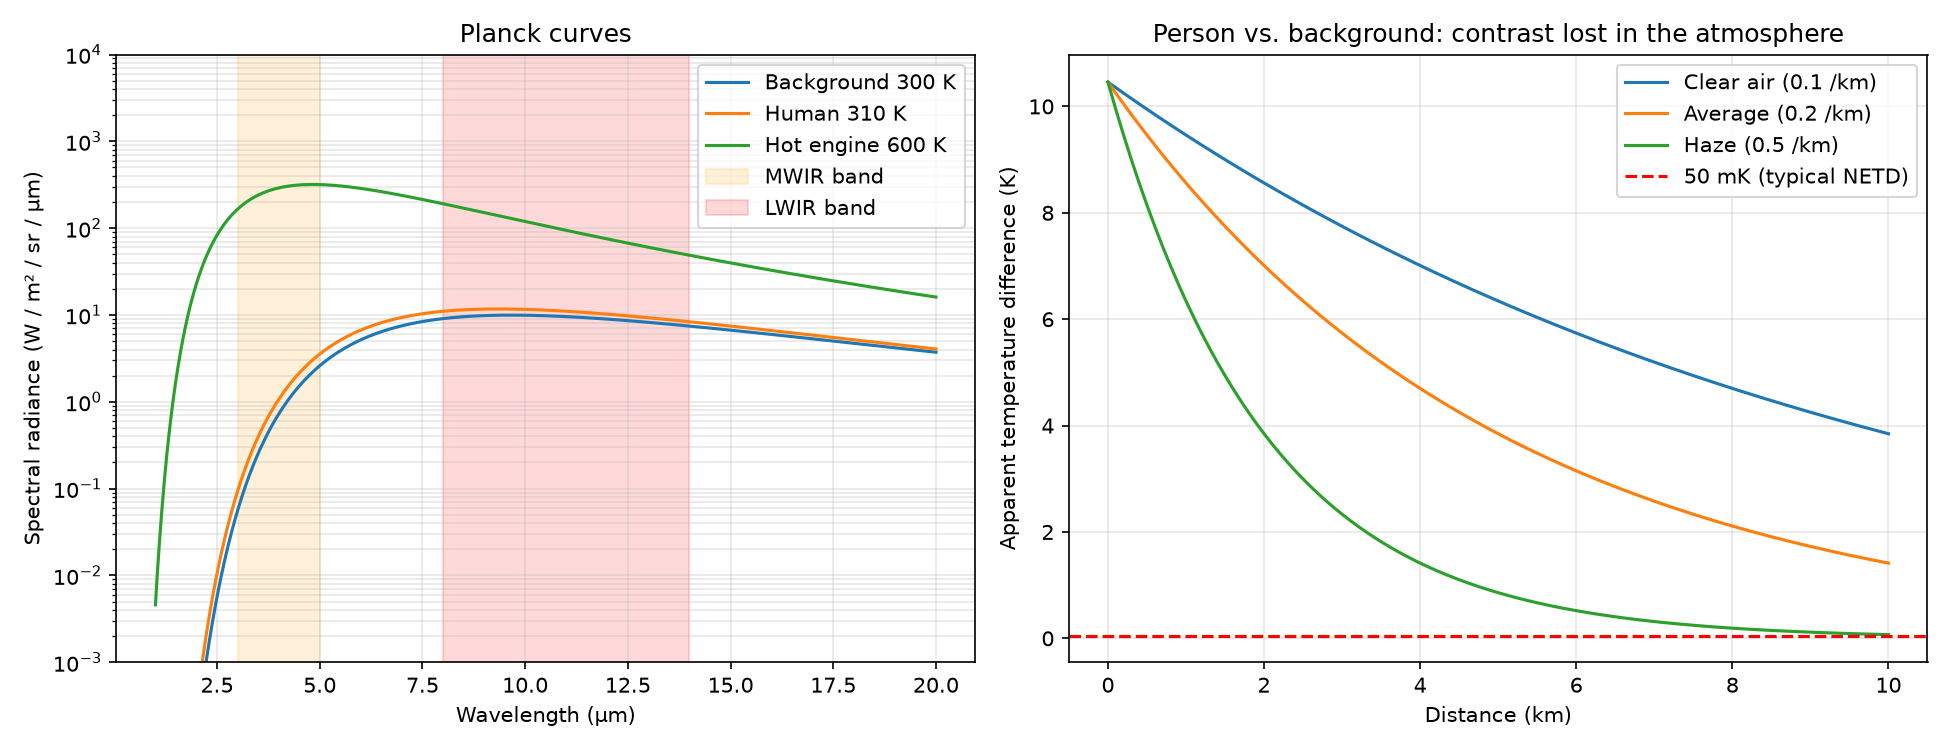 Planck curves
Spectral radiance (W / m² / sr / μm)
10⁴
10³
10²
10¹
10⁰
10⁻¹
10⁻²
10⁻³
Background 300 K
Human 310 K
Hot engine 600 K
MWIR band
LWIR band
2.5 5.0 7.5 10.0 12.5 15.0 17.5 20.0
Wavelength (μm)
Person vs. background: contrast lost in the atmosphere
Apparent temperature difference (K)
10
8
6
4
2
0
Clear air (0.1 /km)
Average (0.2 /km)
Haze (0.5 /km)
50 mK (typical NETD)
0 2 4 6 8 10
Distance (km)